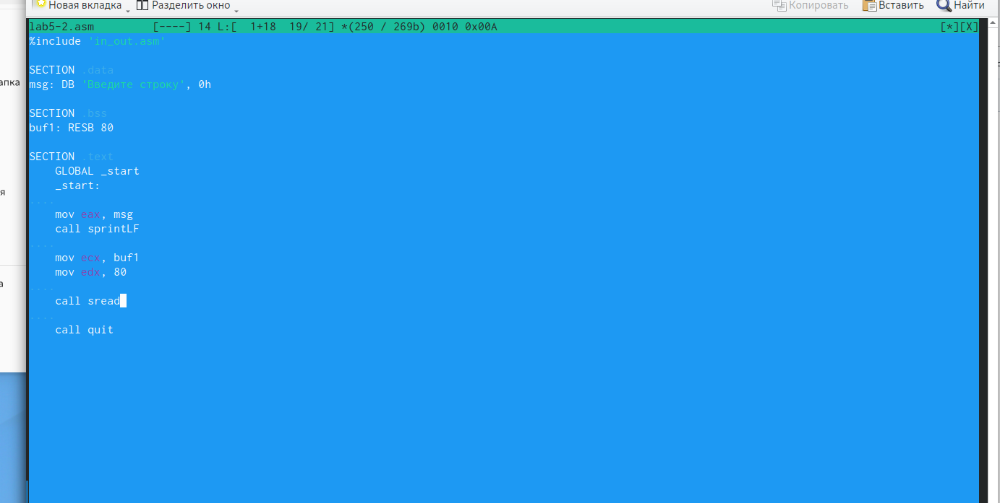 Новая вкладка Разделить окно Копировать Вставить Найти
lab5-2.asm [----] 14 L:[ 1+18 19/ 21] *(250 / 269b) 0010 0x00A [*][X]
%include 'in_out.asm'
SECTION .data
апка
msg: DB 'Введите строку', 0h
SECTION .bss
buf1: RESB 80
SECTION .text
GLOBAL _start
_start:
я
....
mov eax, msg
call sprintLF
....
mov ecx, buf1
mov edx, 80
а
....
call sread
....
call quit